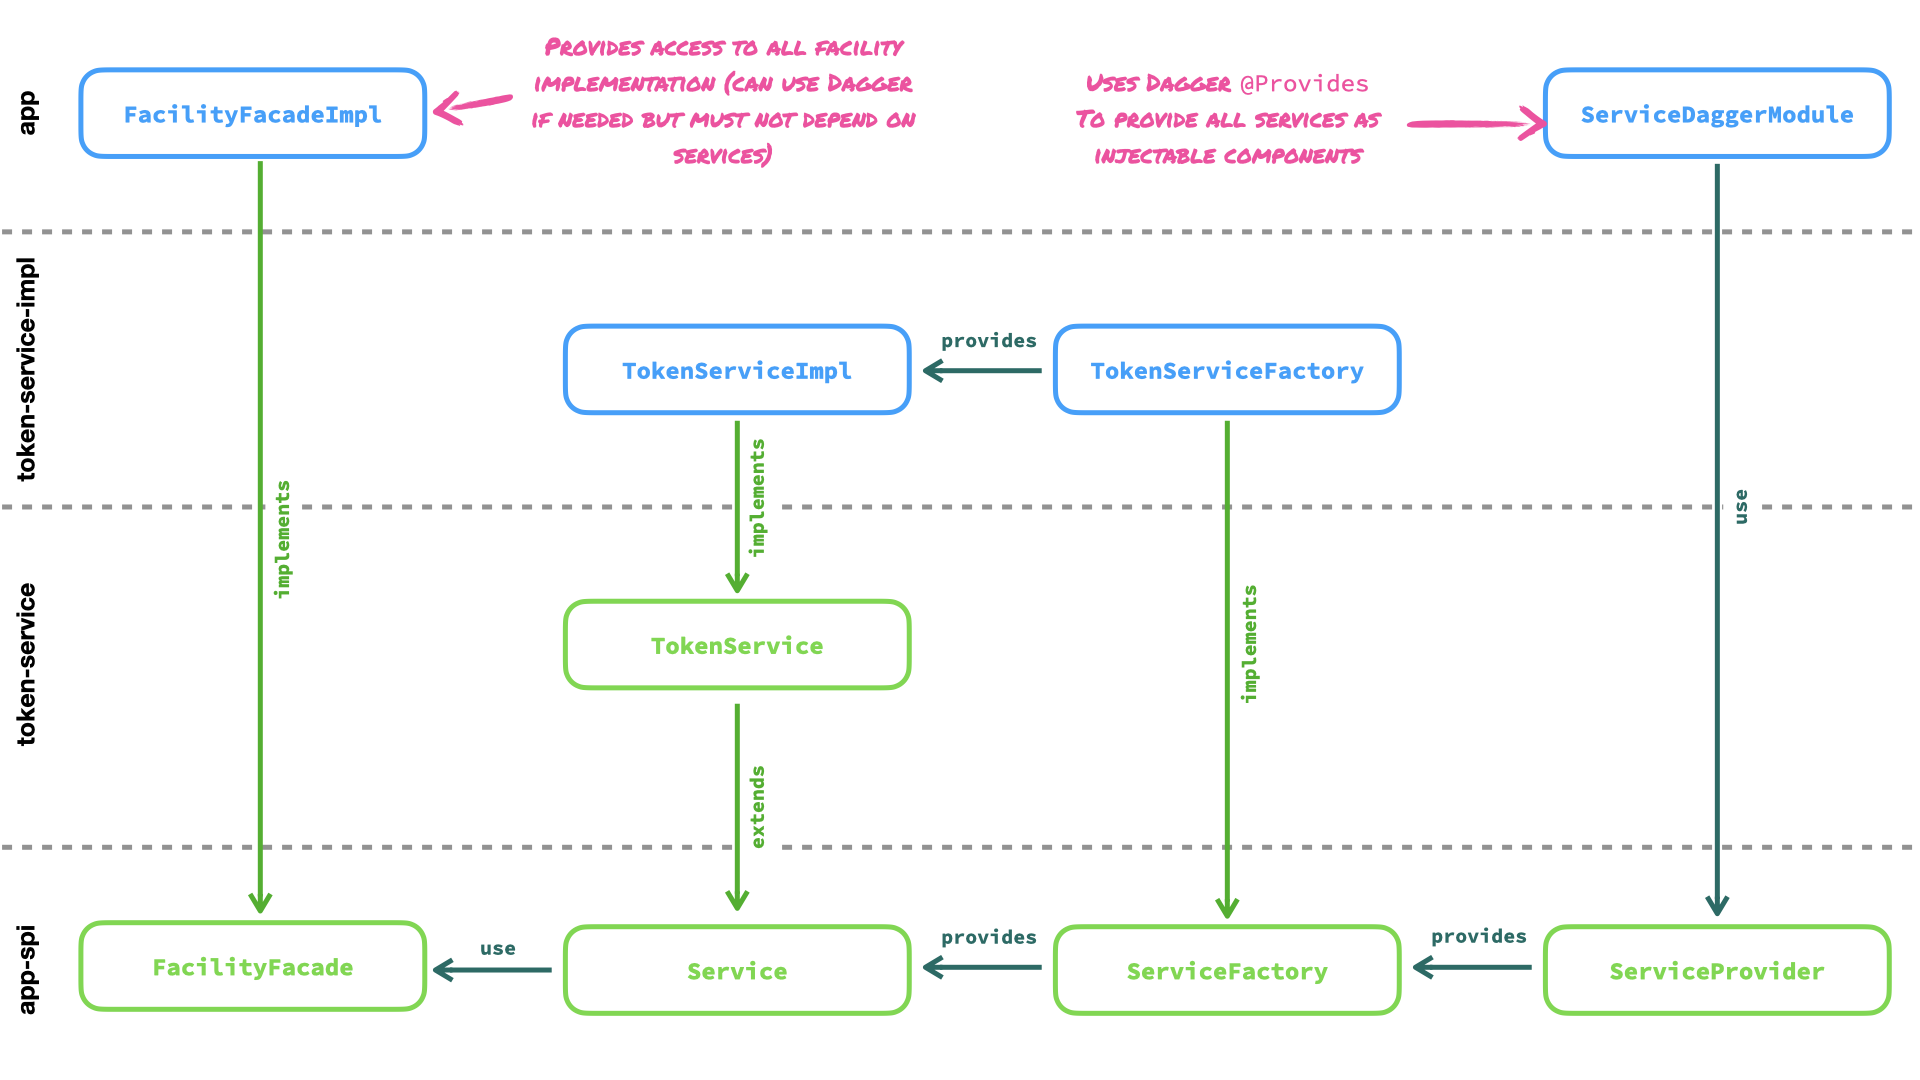 app
FacilityFacadeImpl
Provides access to all facility
implementation (can use Dagger
if needed but must not depend on
services)
Uses Dagger @Provides
To provide all services as
injectable components
ServiceDaggerModule
token-service-impl
TokenServiceImpl
provides
TokenServiceFactory
implements
implements
use
token-service
TokenService
implements
extends
app-spi
FacilityFacade
use
Service
provides
ServiceFactory
provides
ServiceProvider